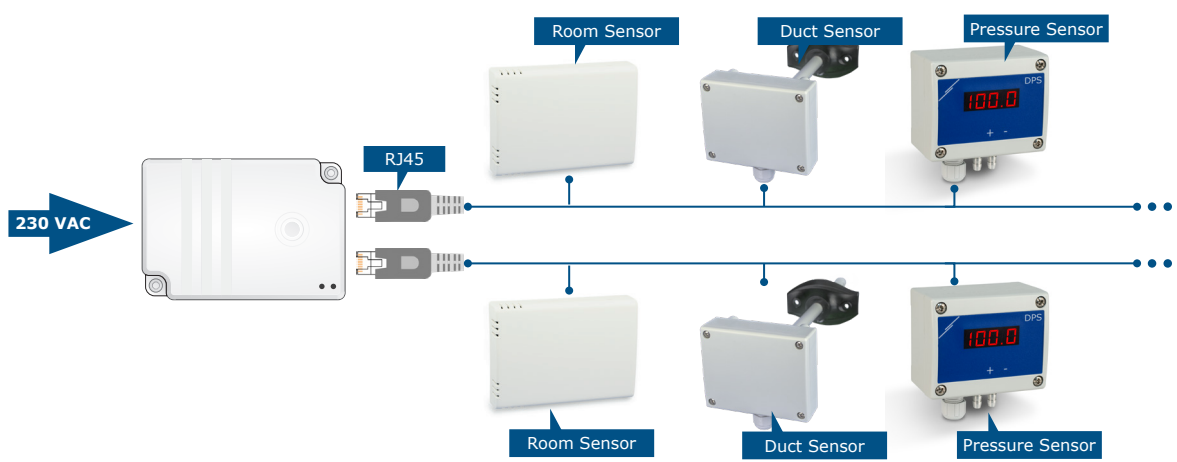 Room Sensor
Duct Sensor
Pressure Sensor
DPS
100.0
+ -
RJ45
230 VAC
DPS
100.0
+ -
Room Sensor
Duct Sensor
Pressure Sensor